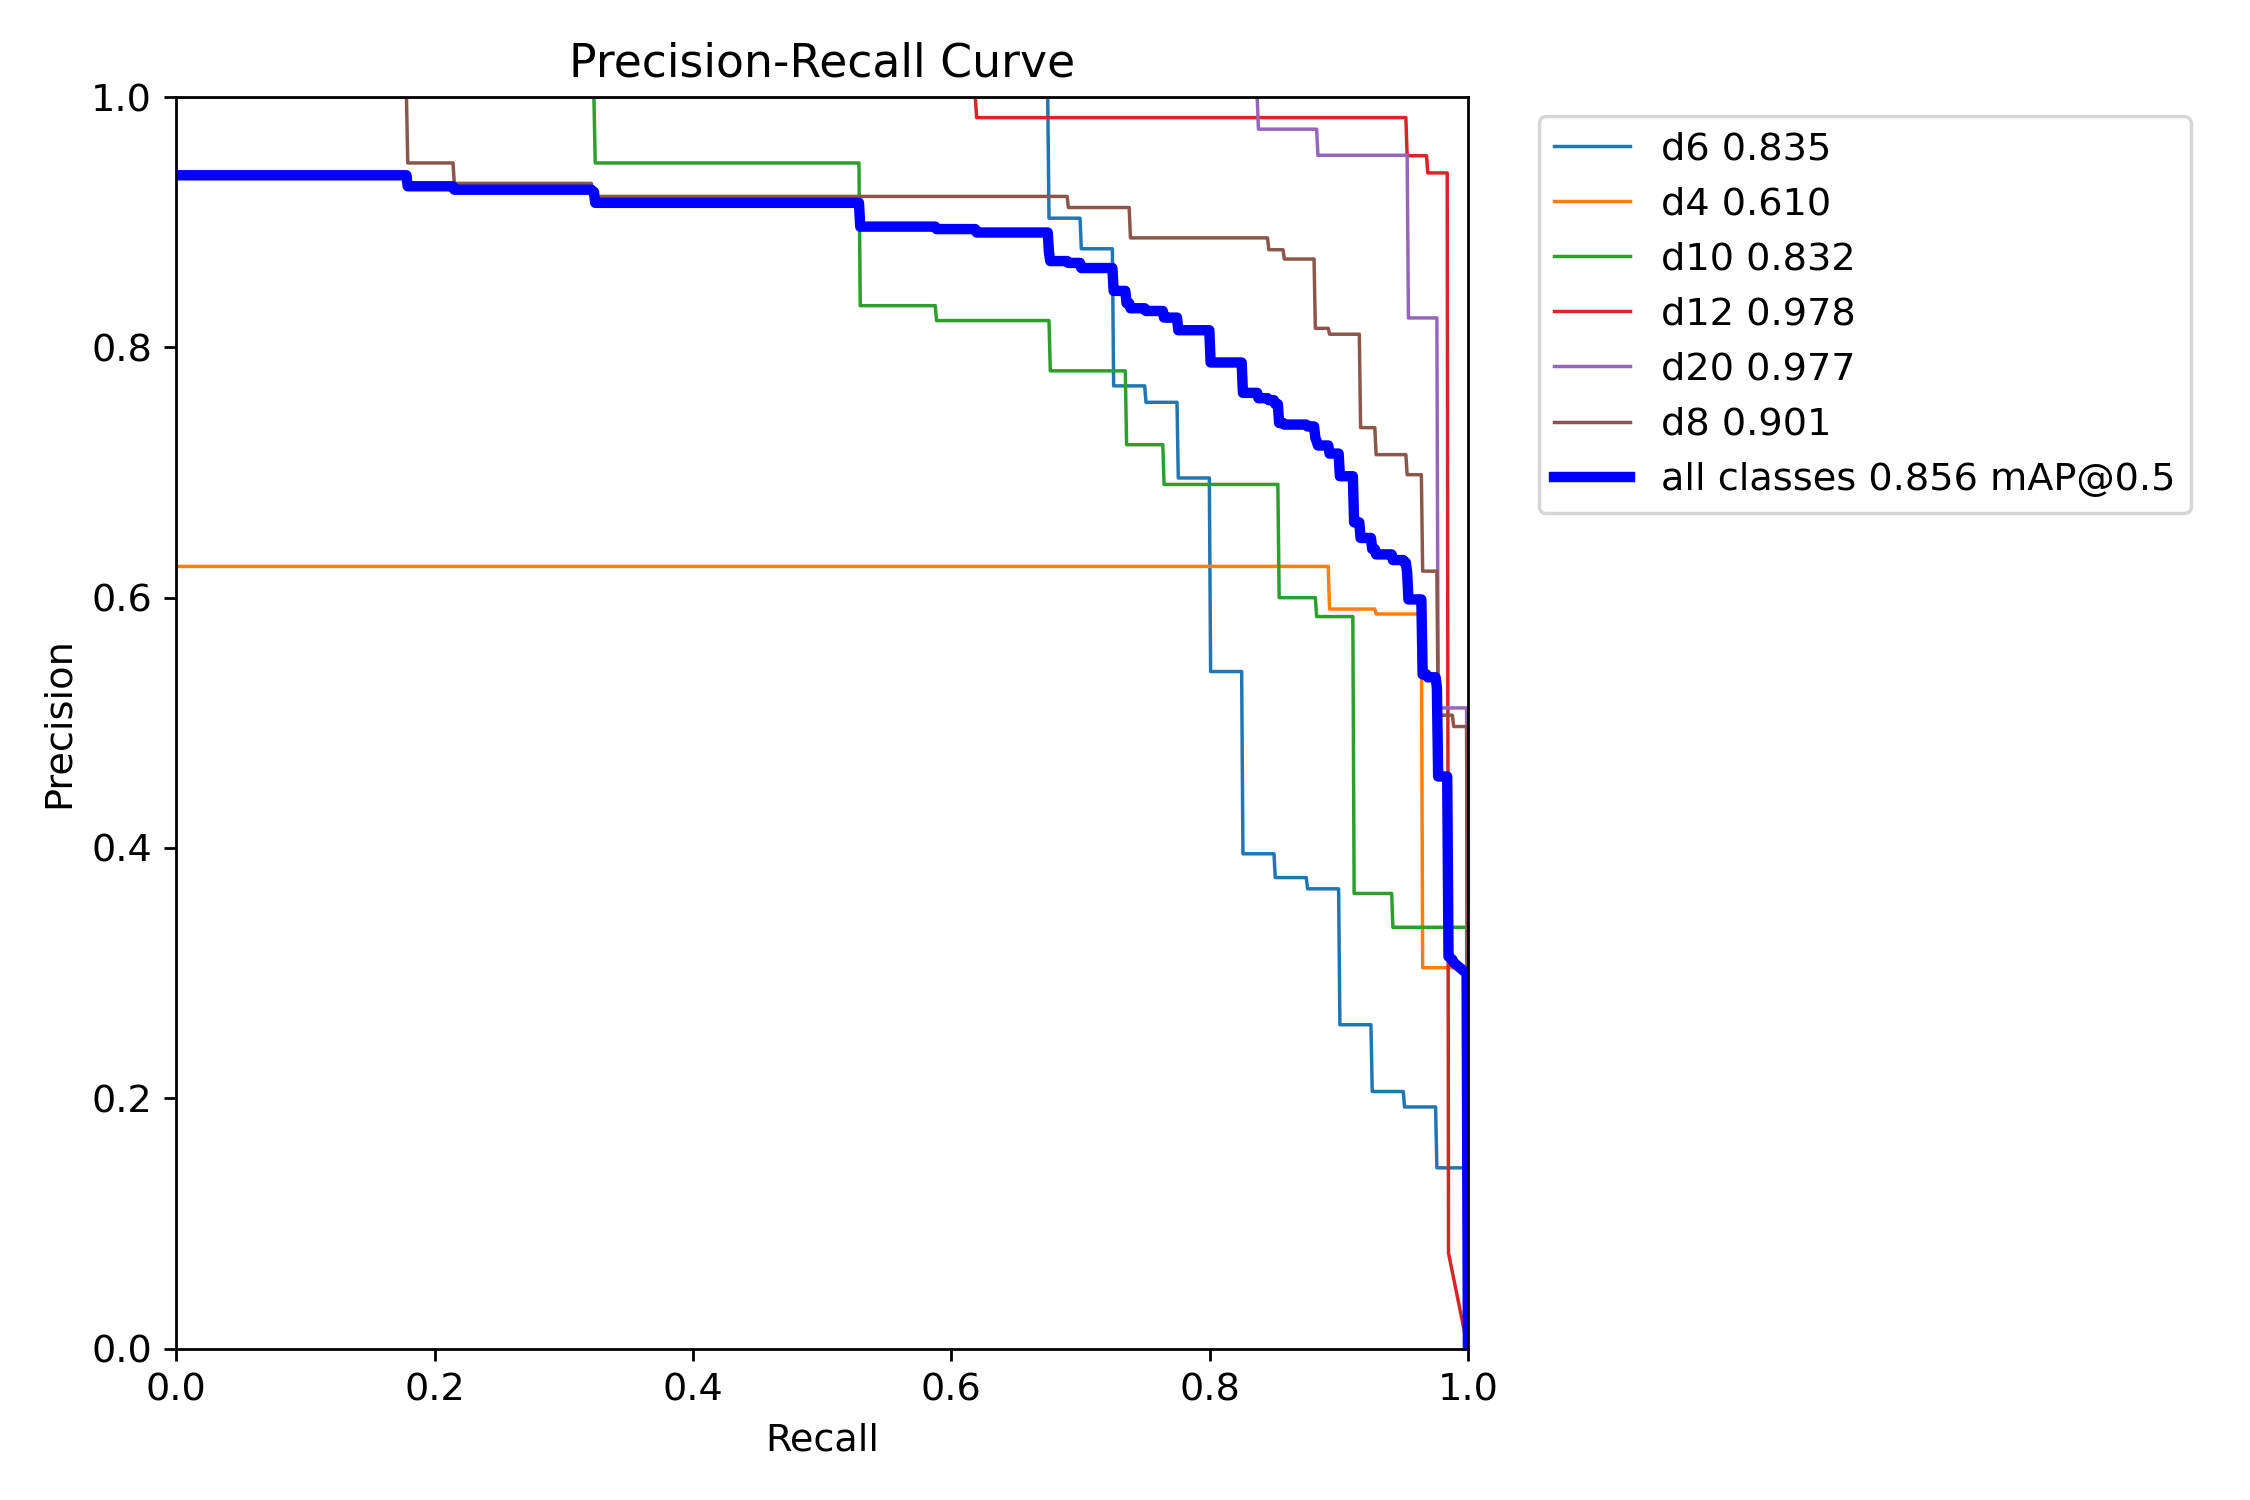 Precision-Recall Curve
1.0
0.8
0.6
0.4
0.2
0.0
Precision
0.0 0.2 0.4 0.6 0.8 1.0
Recall
d6 0.835
d4 0.610
d10 0.832
d12 0.978
d20 0.977
d8 0.901
all classes 0.856 mAP@0.5